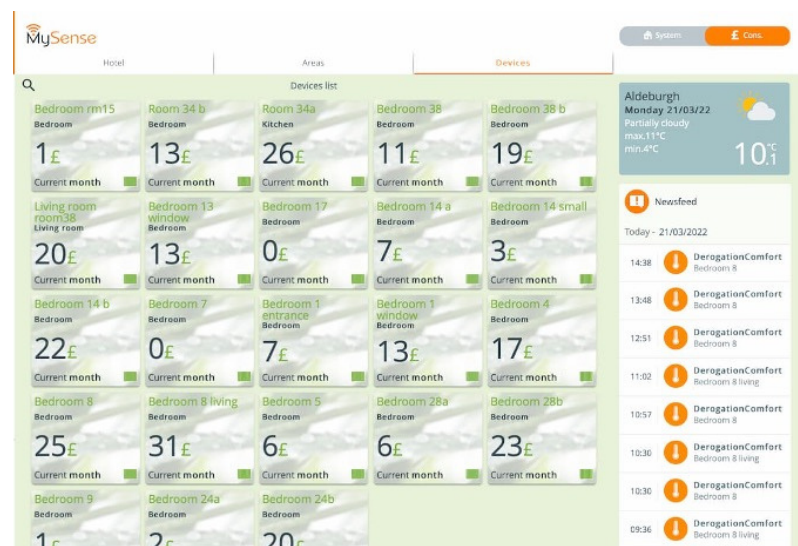 MySense
System
£ Cons.
Hotel
Areas
Devices
Devices list
Bedroom rm15
Bedroom
1£
Current month
Room 34 b
Bedroom
13£
Current month
Room 34a
Kitchen
26£
Current month
Bedroom 38
Bedroom
11£
Current month
Bedroom 38 b
Bedroom
19£
Current month
Living room
room38
Living room
20£
Current month
Bedroom 13
window
Bedroom
13£
Current month
Bedroom 17
Bedroom
0£
Current month
Bedroom 14 a
Bedroom
7£
Current month
Bedroom 14 small
Bedroom
3£
Current month
Bedroom 14 b
Bedroom
22£
Current month
Bedroom 7
Bedroom
0£
Current month
Bedroom 1
entrance
Bedroom
7£
Current month
Bedroom 1
window
Bedroom
13£
Current month
Bedroom 4
Bedroom
17£
Current month
Bedroom 8
Bedroom
25£
Current month
Bedroom 8 living
Bedroom
31£
Current month
Bedroom 5
Bedroom
6£
Current month
Bedroom 28a
Bedroom
6£
Current month
Bedroom 28b
Bedroom
23£
Current month
Bedroom 9
Bedroom
1£
Bedroom 24a
Bedroom
2£
Bedroom 24b
Bedroom
20£
Aldeburgh
Monday 21/03/22
Partially cloudy
max.11°C
min.4°C
10.1°C
Newsfeed
Today - 21/03/2022
14:38 DerogationComfort
Bedroom 8
13:48 DerogationComfort
Bedroom 8
12:51 DerogationComfort
Bedroom 8
11:02 DerogationComfort
Bedroom 8 living
10:57 DerogationComfort
Bedroom 8
10:30 DerogationComfort
Bedroom 8 living
10:30 DerogationComfort
Bedroom 8
09:36 DerogationComfort
Bedroom 8 living